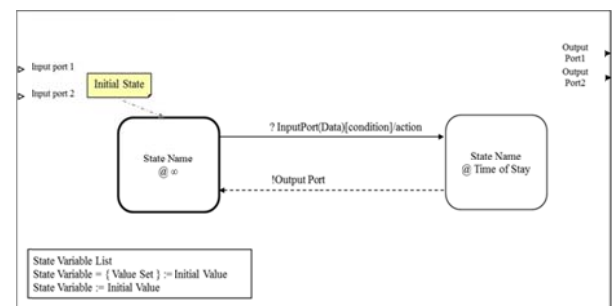 Input port 1
Input port 2
Initial State
Output
Port1
Output
Port2
? InputPort(Data)[condition]/action
State Name
@ ∞
State Name
@ Time of Stay
!Output Port
State Variable List
State Variable = { Value Set } := Initial Value
State Variable := Initial Value